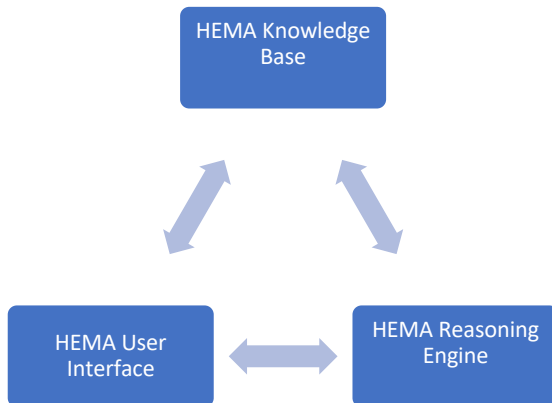 HEMA Knowledge
Base
HEMA User
Interface
HEMA Reasoning
Engine